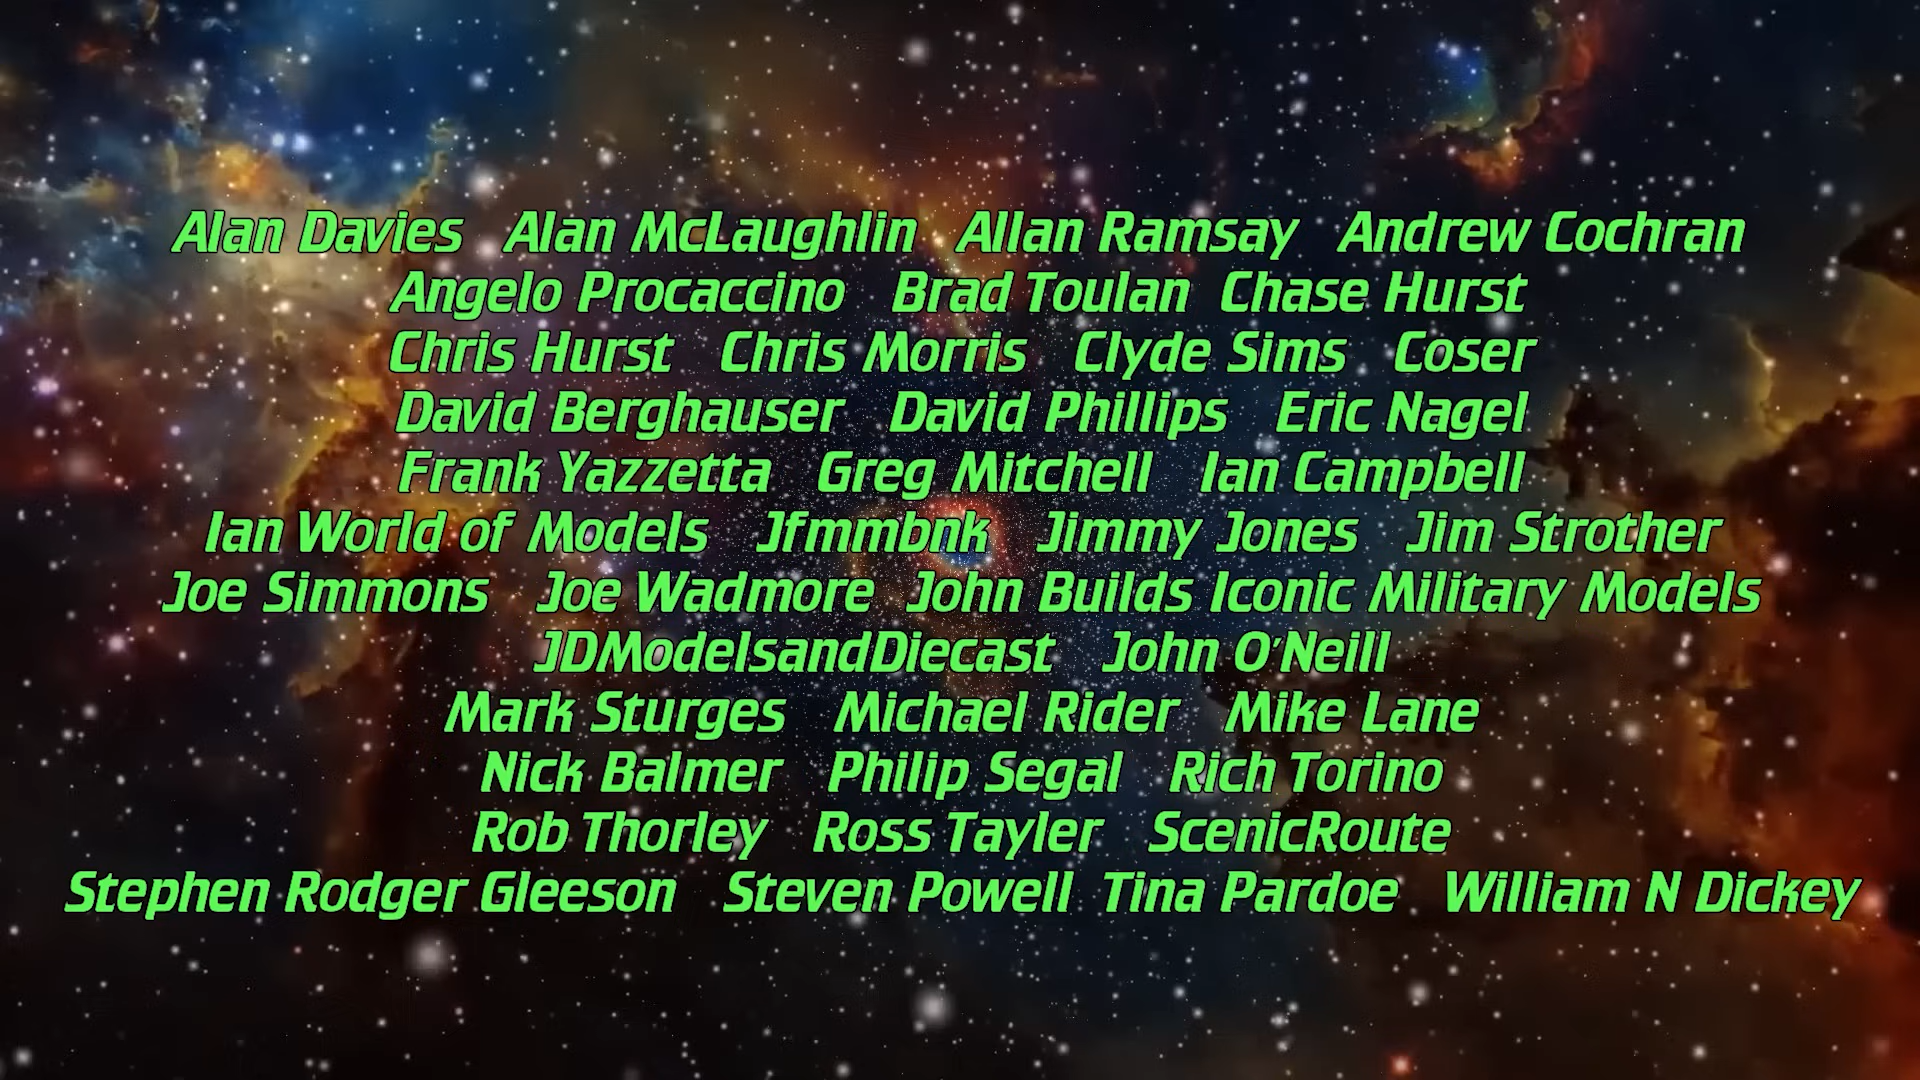 Alan Davies Alan McLaughlin Allan Ramsay Andrew Cochran
Angelo Procaccino Brad Toulan Chase Hurst
Chris Hurst Chris Morris Clyde Sims Coser
David Berghauser David Phillips Eric Nagel
Frank Yazzetta Greg Mitchell Ian Campbell
Ian World of Models Jfmmbnk Jimmy Jones Jim Strother
Joe Simmons Joe Wadmore John Builds Iconic Military Models
JDModelsandDiecast John O'Neill
Mark Sturges Michael Rider Mike Lane
Nick Balmer Philip Segal Rich Torino
Rob Thorley Ross Tayler ScenicRoute
Stephen Rodger Gleeson Steven Powell Tina Pardoe William N Dickey